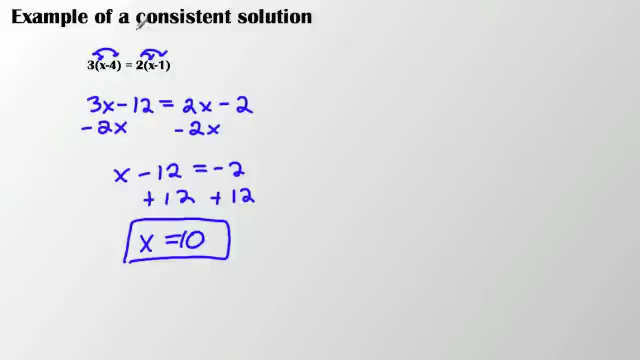 Example of a consistent solution
3(x-4) = 2(x-1)
3x - 12 = 2x - 2
- 2x - 2x
x - 12 = - 2
+ 12 + 12
x = 10